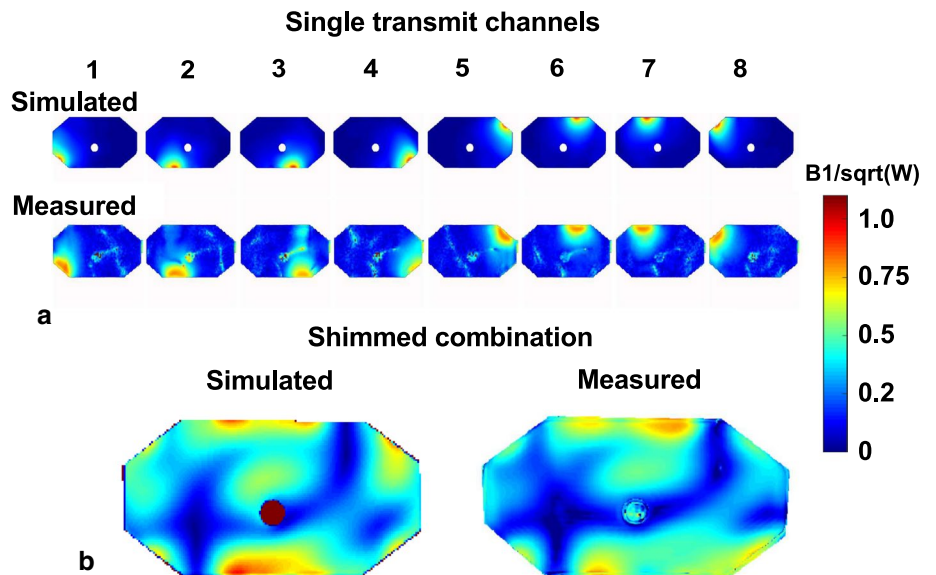 Single transmit channels
1 2 3 4 5 6 7 8
Simulated
B1/sqrt(W)
Measured
1.0
0.75
0.5
0.2
0
a
Shimmed combination
Simulated Measured
b